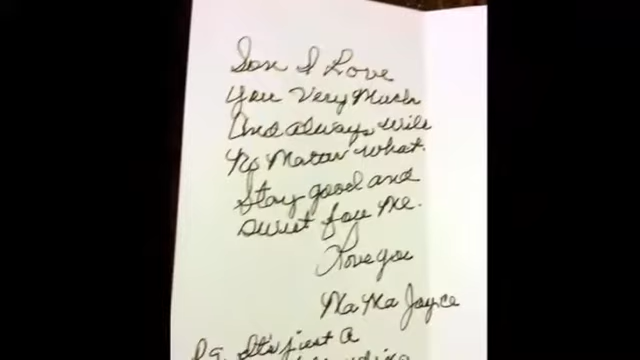 Son I Love
You Very Much
And always will
No Matter what.
Stay good and
sweet for Me.
Love you
Ma Ma Jayce
P.S. It's just A